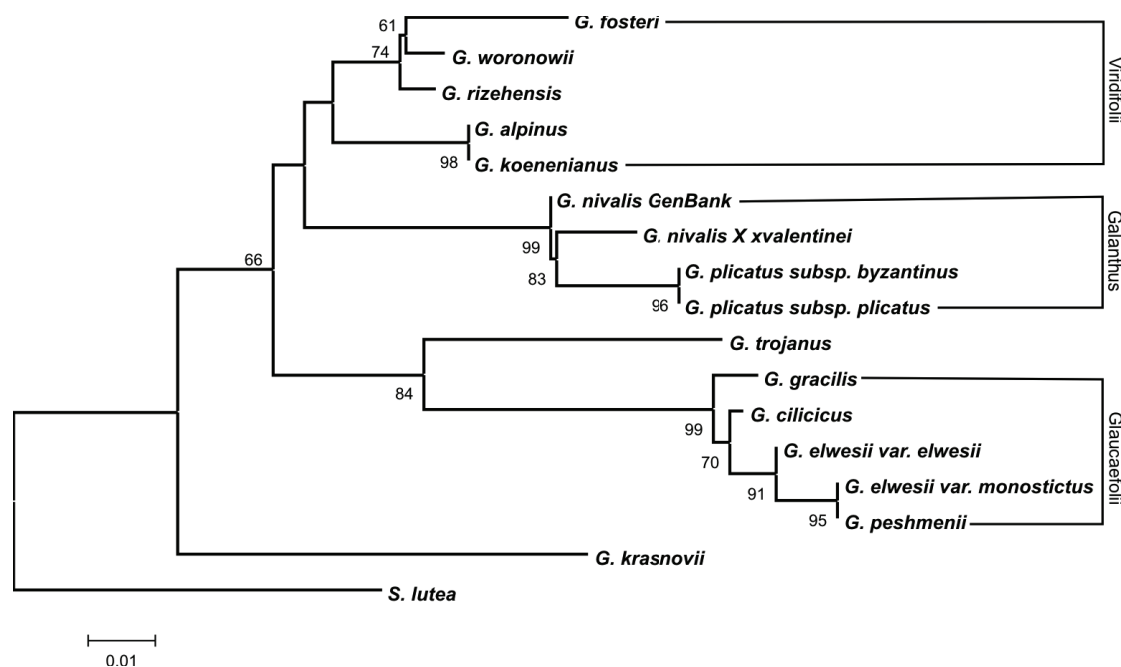 G. fosteri
61
G. woronowii
74
G. rizehensis
G. alpinus
98
G. koenenianus
Viridifolii
G. nivalis GenBank
G. nivalis X xvalentinei
99
G. plicatus subsp. byzantinus
83
G. plicatus subsp. plicatus
96
Galanthus
66
G. trojanus
84
G. gracilis
G. cilicicus
99
70
G. elwesii var. elwesii
91
G. elwesii var. monostictus
95
G. peshmenii
Glaucaefolii
G. krasnovii
S. lutea
0.01